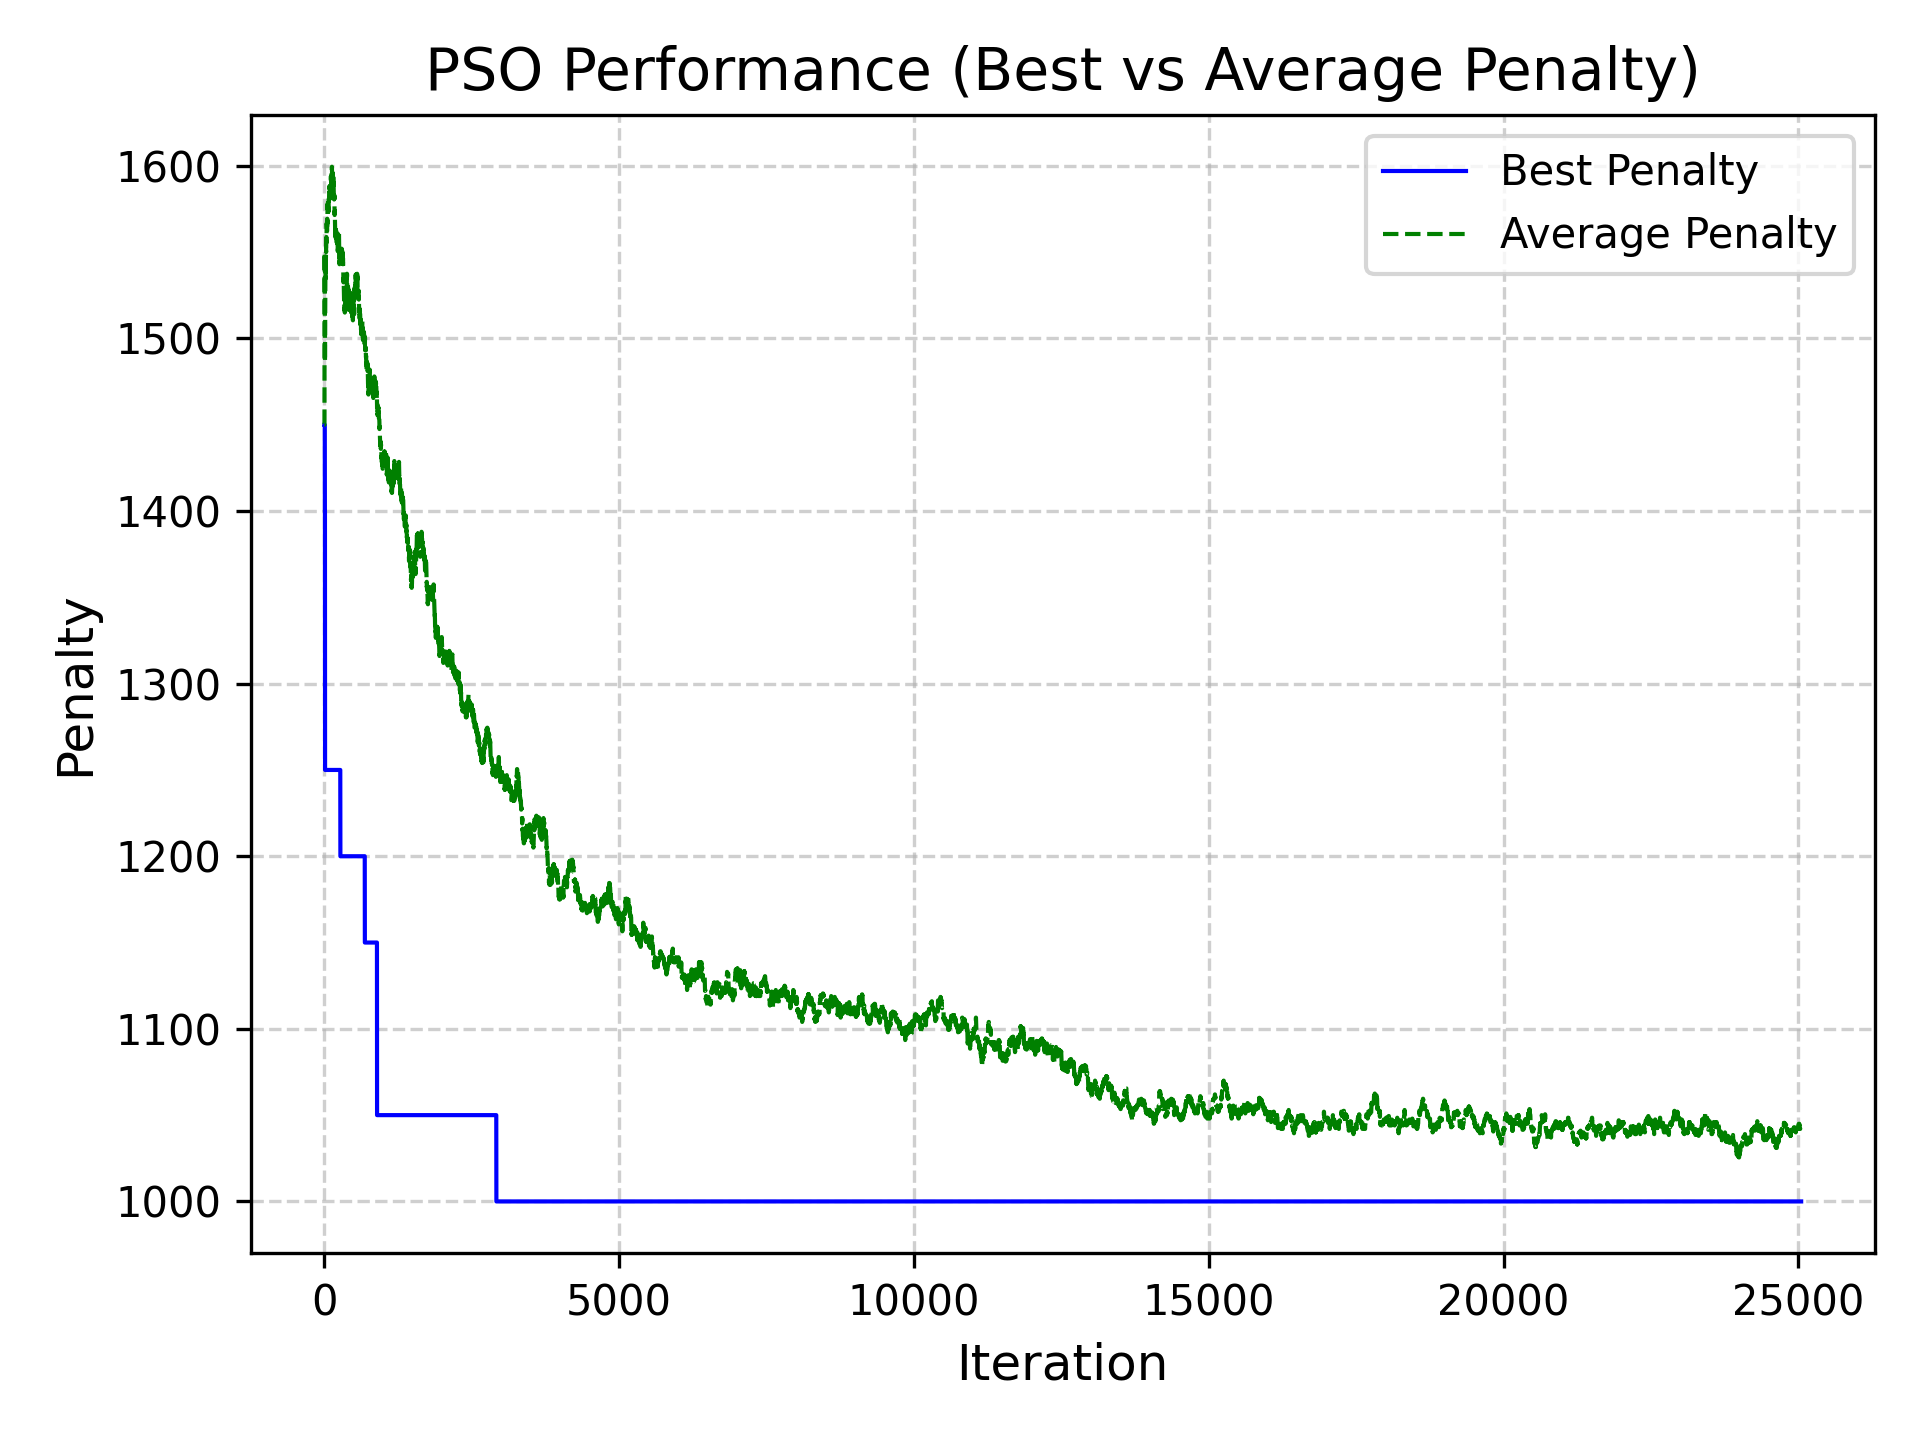 PSO Performance (Best vs Average Penalty)
Best Penalty
Average Penalty
1600
1500
1400
1300
1200
1100
1000
Penalty
0 5000 10000 15000 20000 25000
Iteration